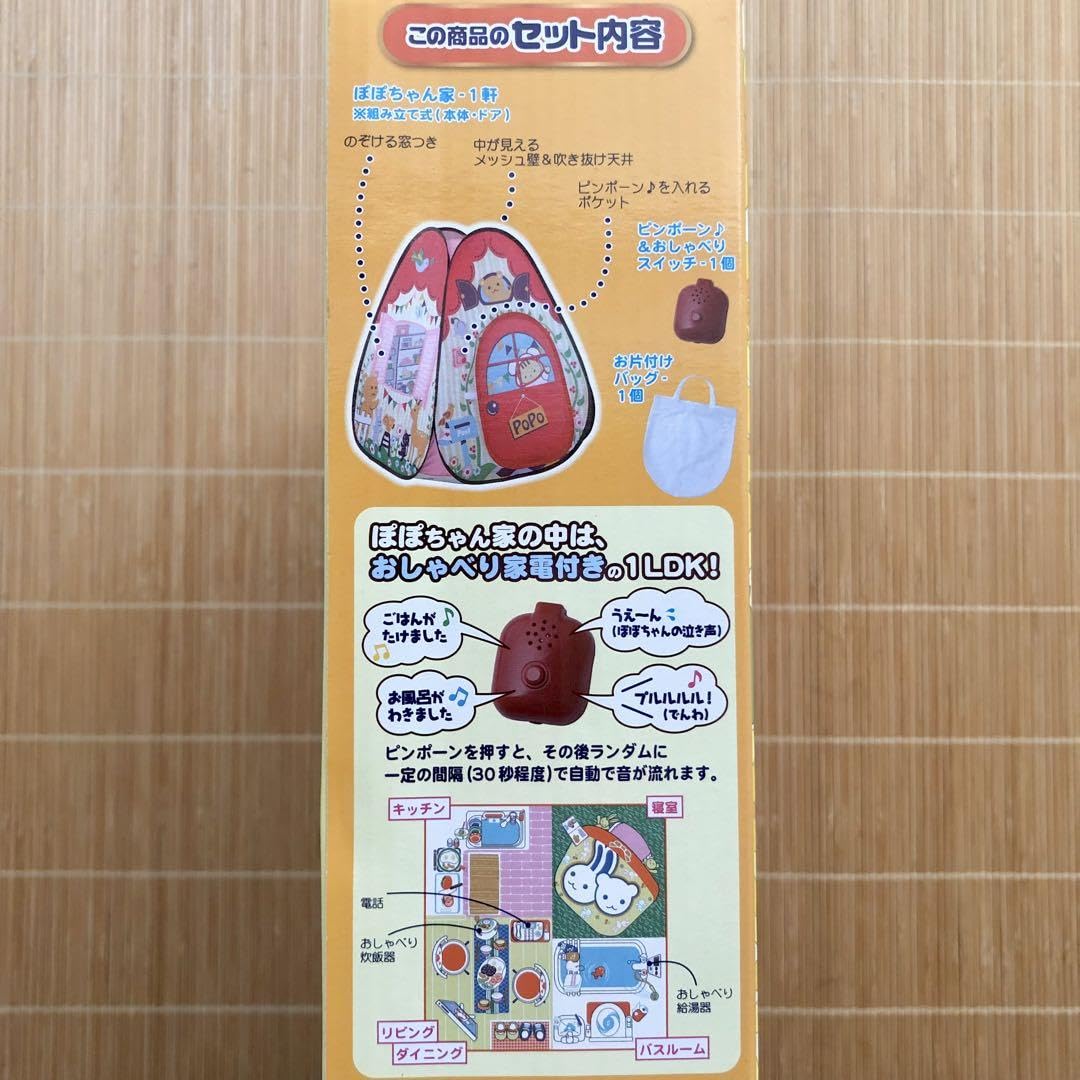 この商品のセット内容
ぽぽちゃん家-1軒
※組み立て式(本体・ドア)
のぞける窓つき
中が見える
メッシュ壁&吹き抜け天井
ピンポーン♪を入れる
ポケット
ピンポーン♪
&おしゃべり
スイッチ-1個
お片付け
バッグ-
1個
POPO
ぽぽちゃん家の中は、
おしゃべり家電付きの1LDK!
ごはんが♪
たけました
うえーん
(ぽぽちゃんの泣き声)
お風呂が
わきました
プルルルル!
(でんわ)
ピンポーンを押すと、その後ランダムに
一定の間隔(30秒程度)で自動で音が流れます。
キッチン
寝室
電話
おしゃべり
炊飯器
おしゃべり
給湯器
リビング
ダイニング
バスルーム